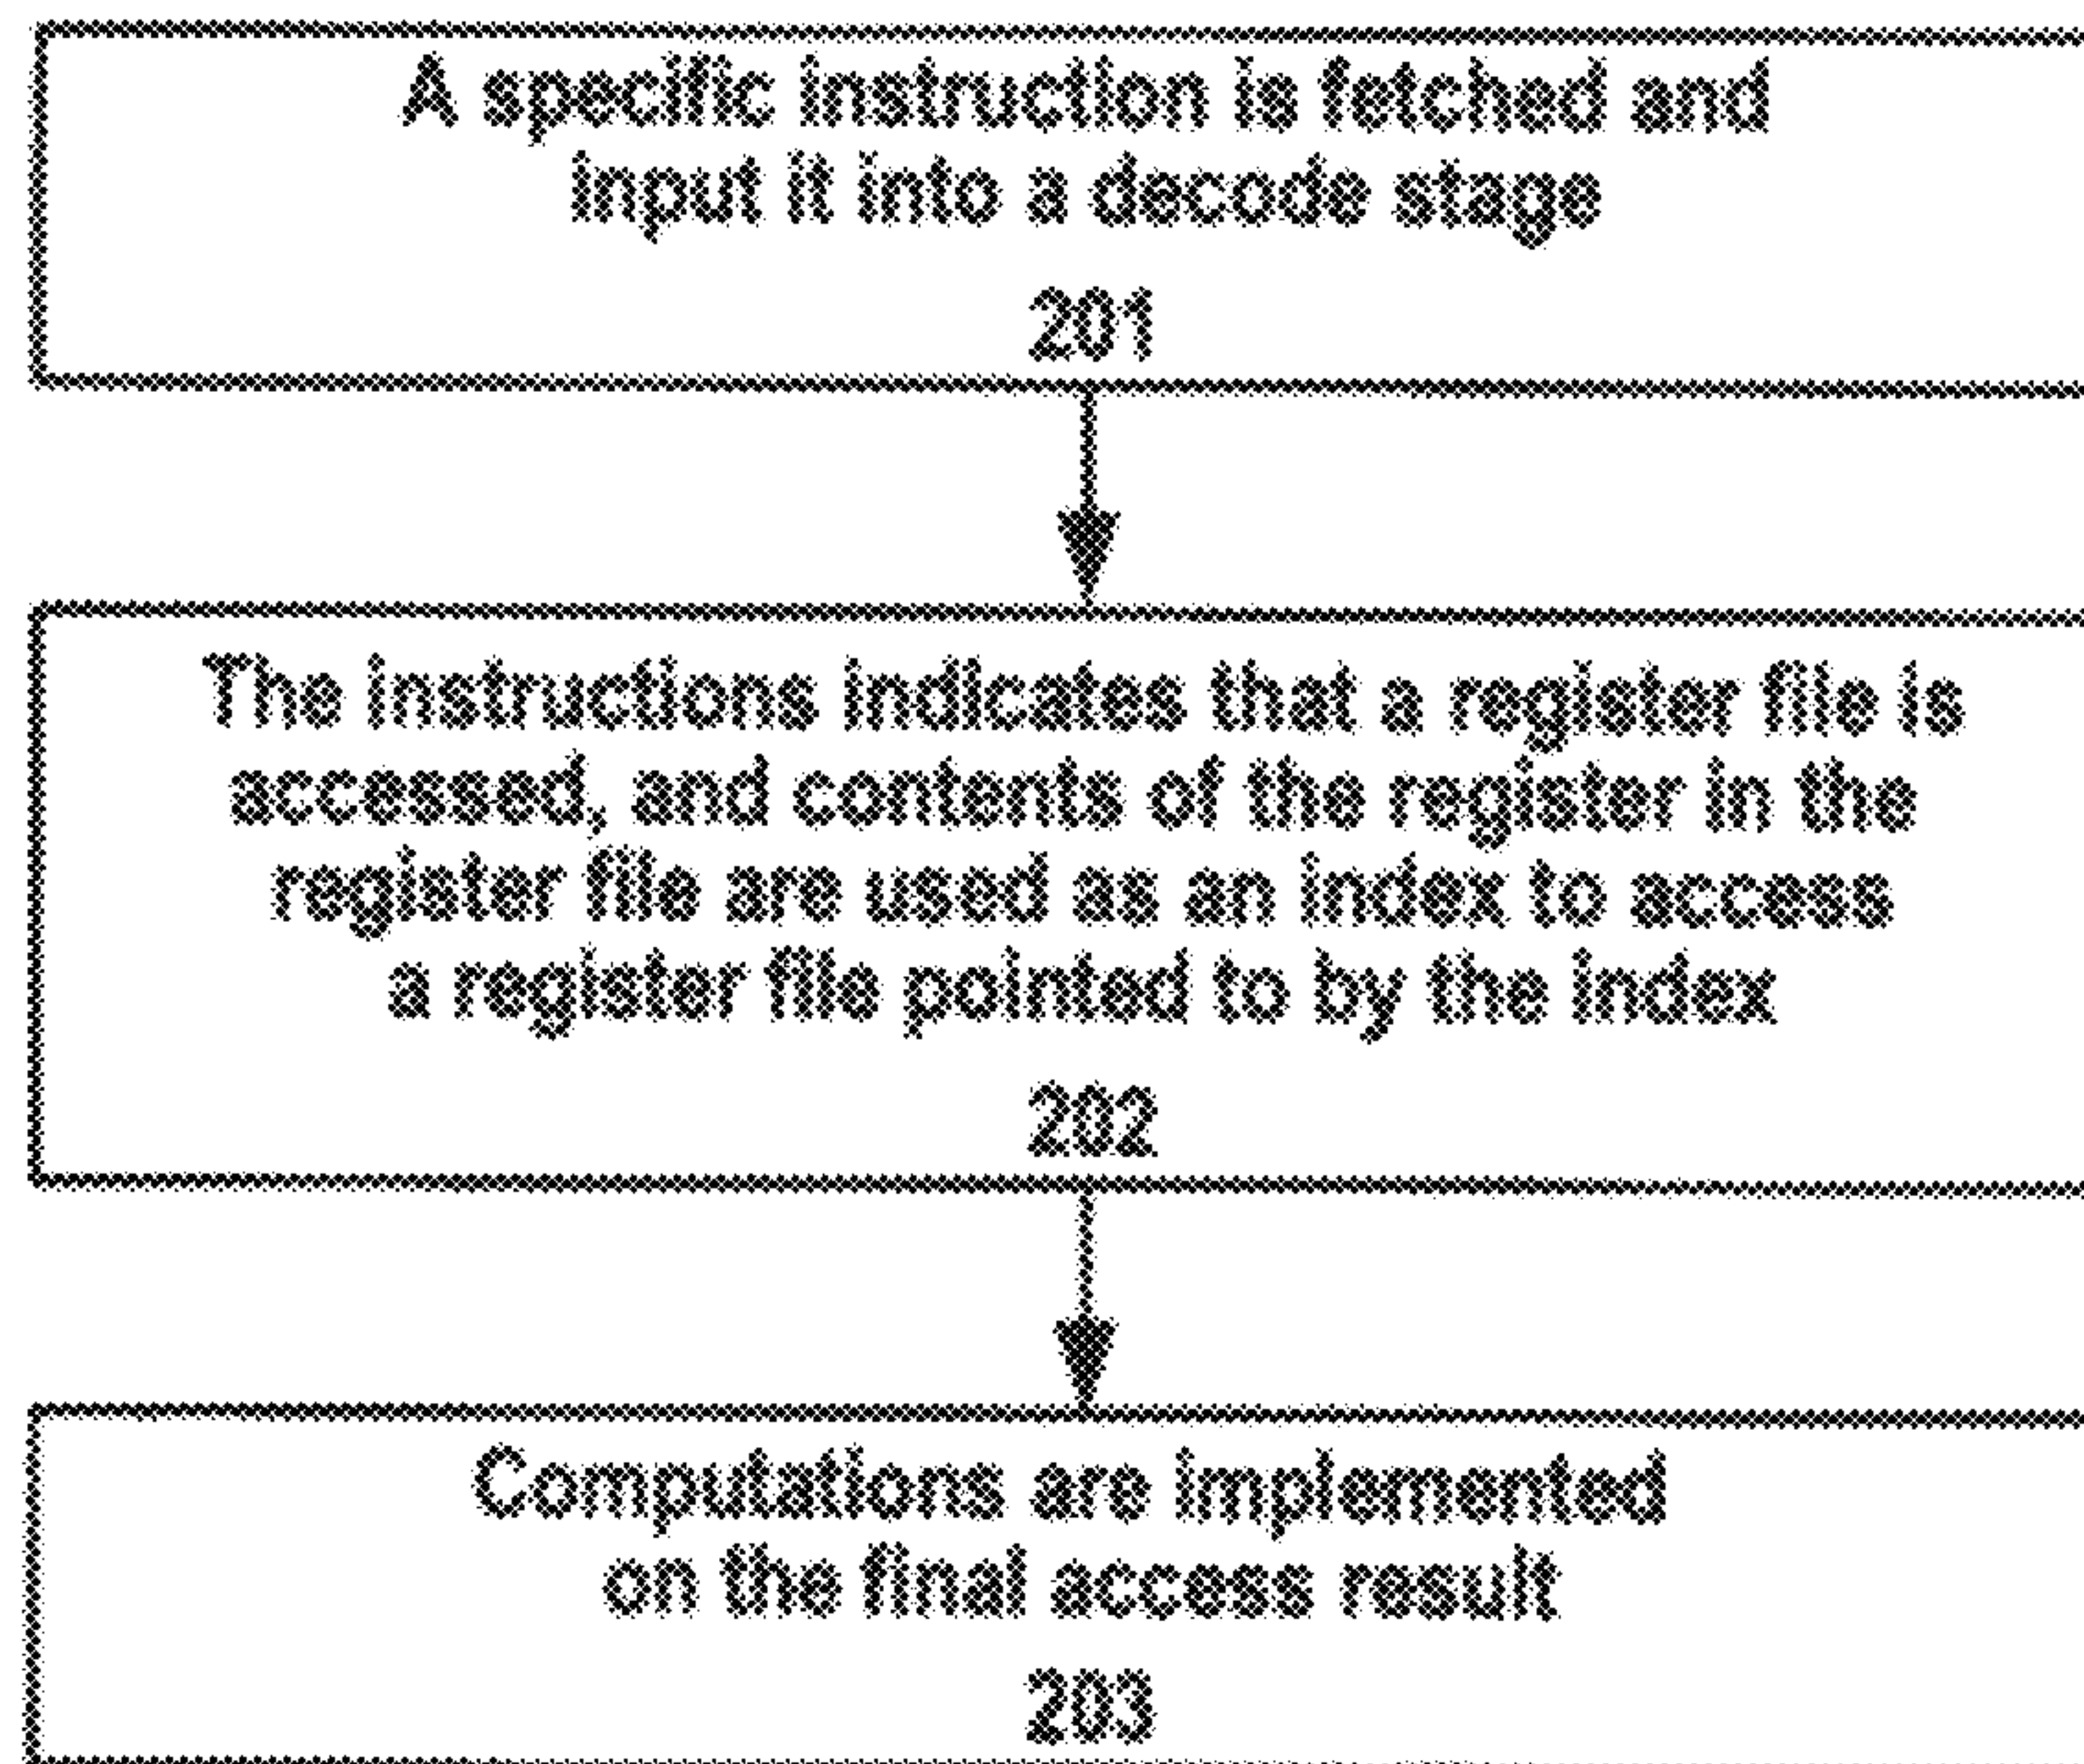 A specific instruction is fetched and
input it into a decode stage
201
The instructions indicates that a register file is
accessed, and contents of the register in the
register file are used as an index to access
a register file pointed to by the index
202
Computations are implemented
on the final access result
203